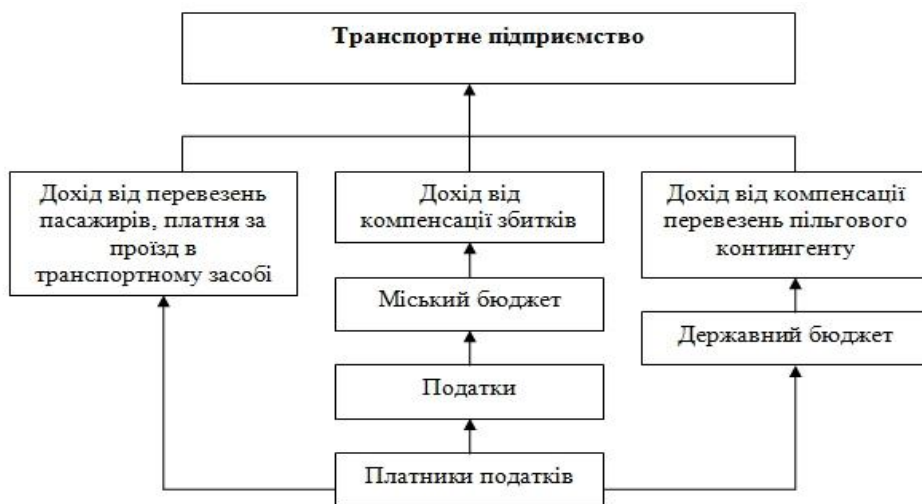 Транспортне підприємство
Дохід від перевезень
пасажирів, платня за
проїзд в
транспортному засобі
Дохід від
компенсації збитків
Дохід від компенсації
перевезень пільгового
контингенту
Міський бюджет
Державний бюджет
Податки
Платники податків